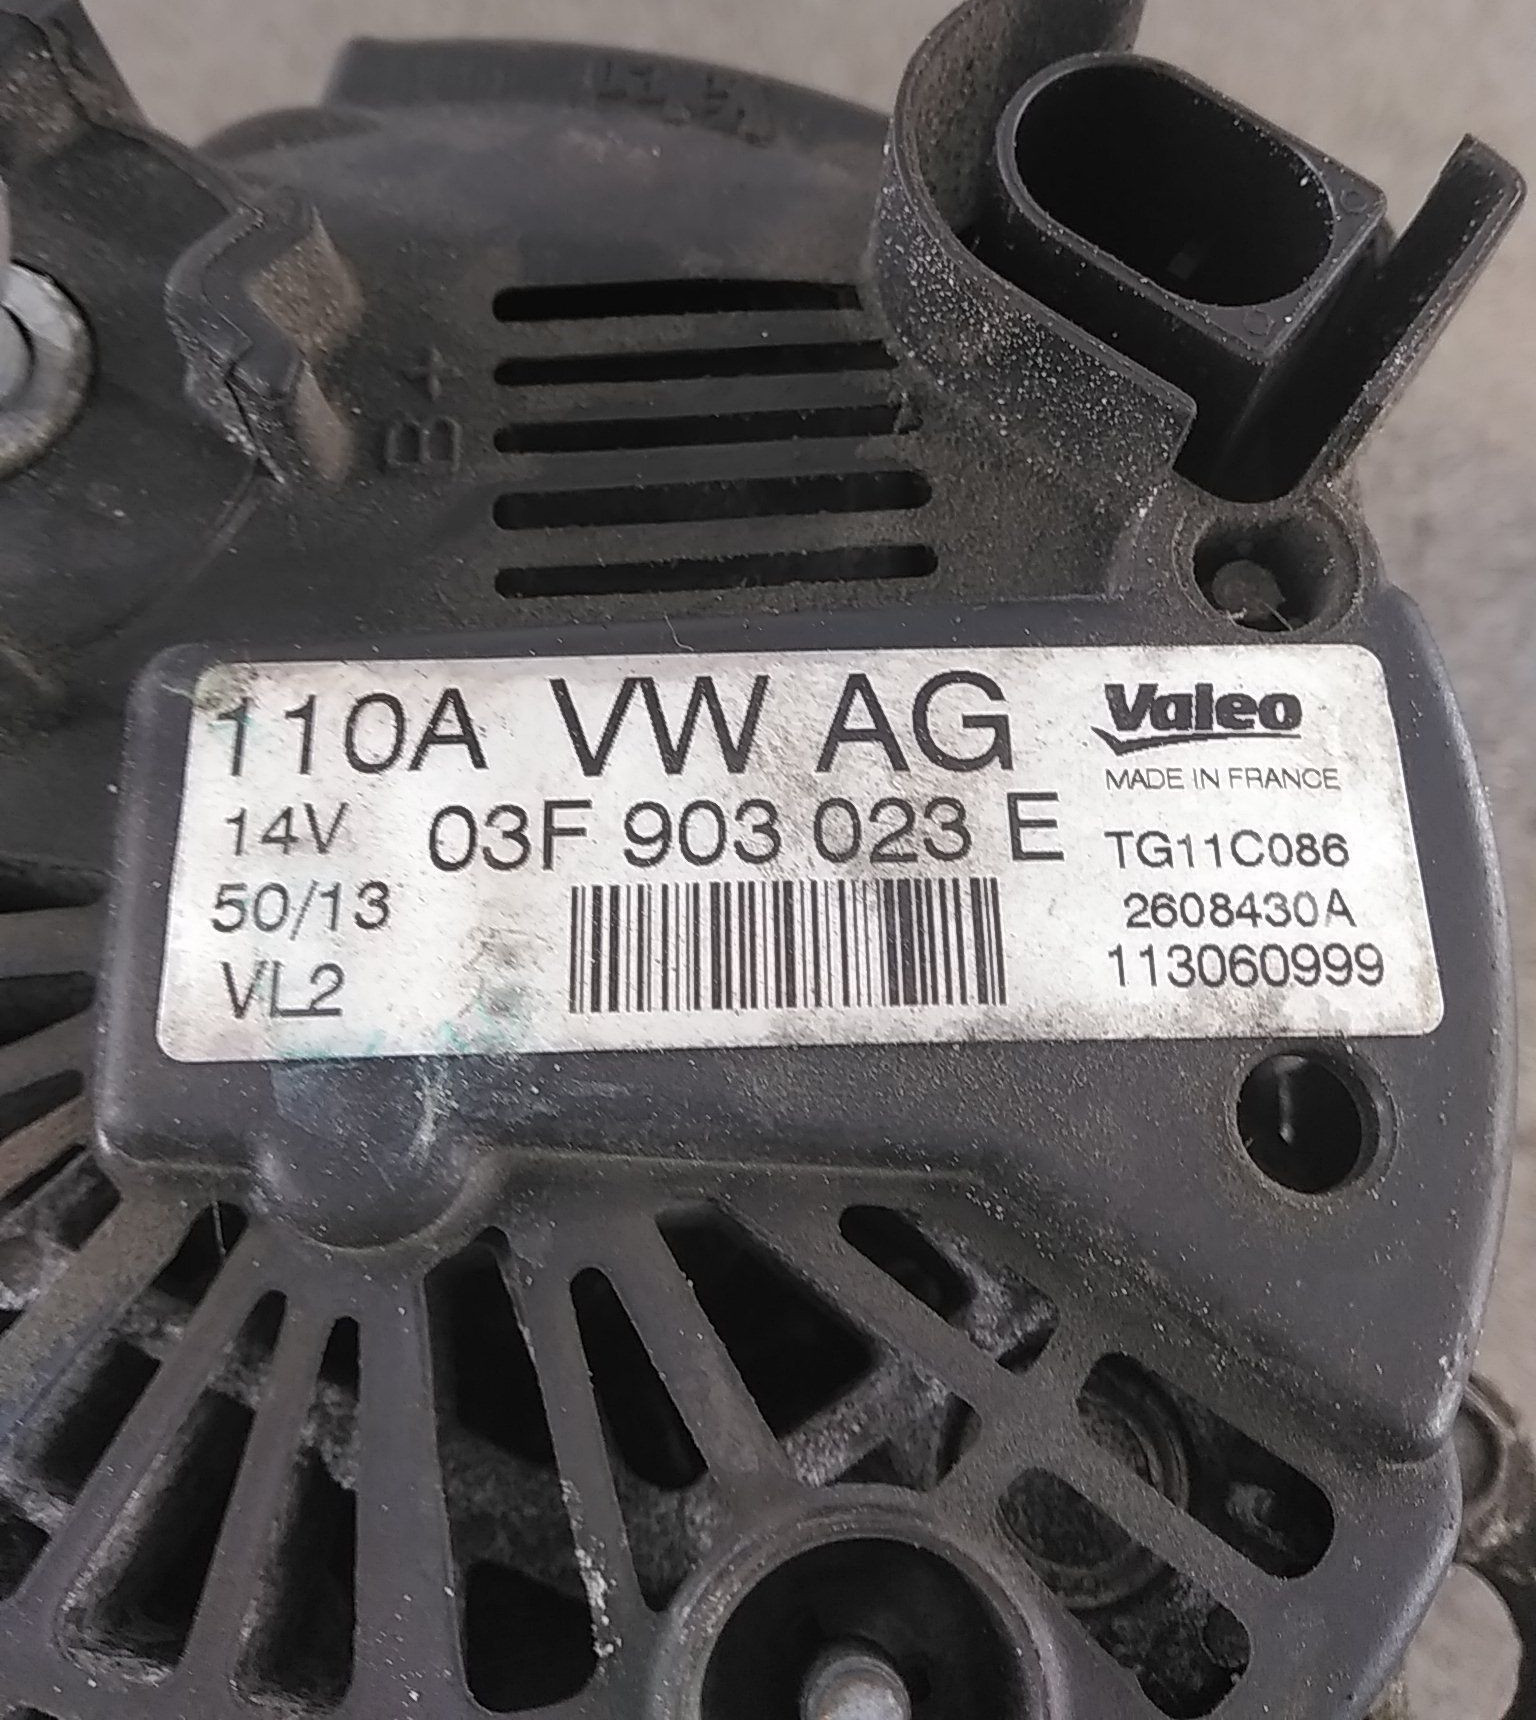 B+
110A VW AG
Valeo
MADE IN FRANCE
14V 03F 903 023 E
TG11C086
50/13
2608430A
VL2
113060999